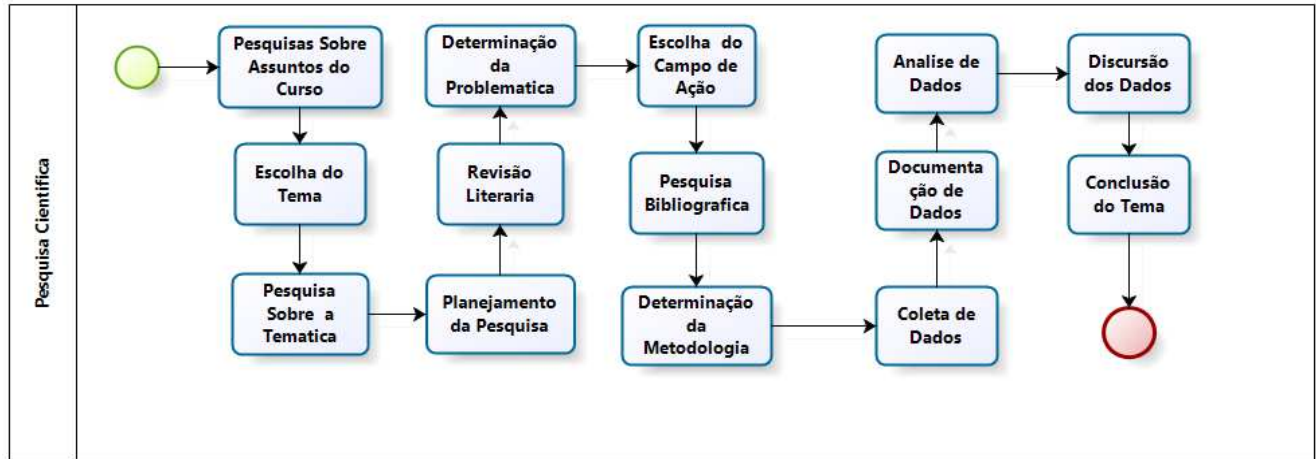 Pesquisa Cientifica
Pesquisas Sobre
Assuntos do
Curso
Escolha do
Tema
Pesquisa
Sobre a
Tematica
Planejamento
da Pesquisa
Revisão
Literaria
Determinação
da
Problematica
Escolha do
Campo de
Ação
Pesquisa
Bibliografica
Determinação
da
Metodologia
Coleta de
Dados
Documenta
ção de
Dados
Analise de
Dados
Discursão
dos Dados
Conclusão
do Tema